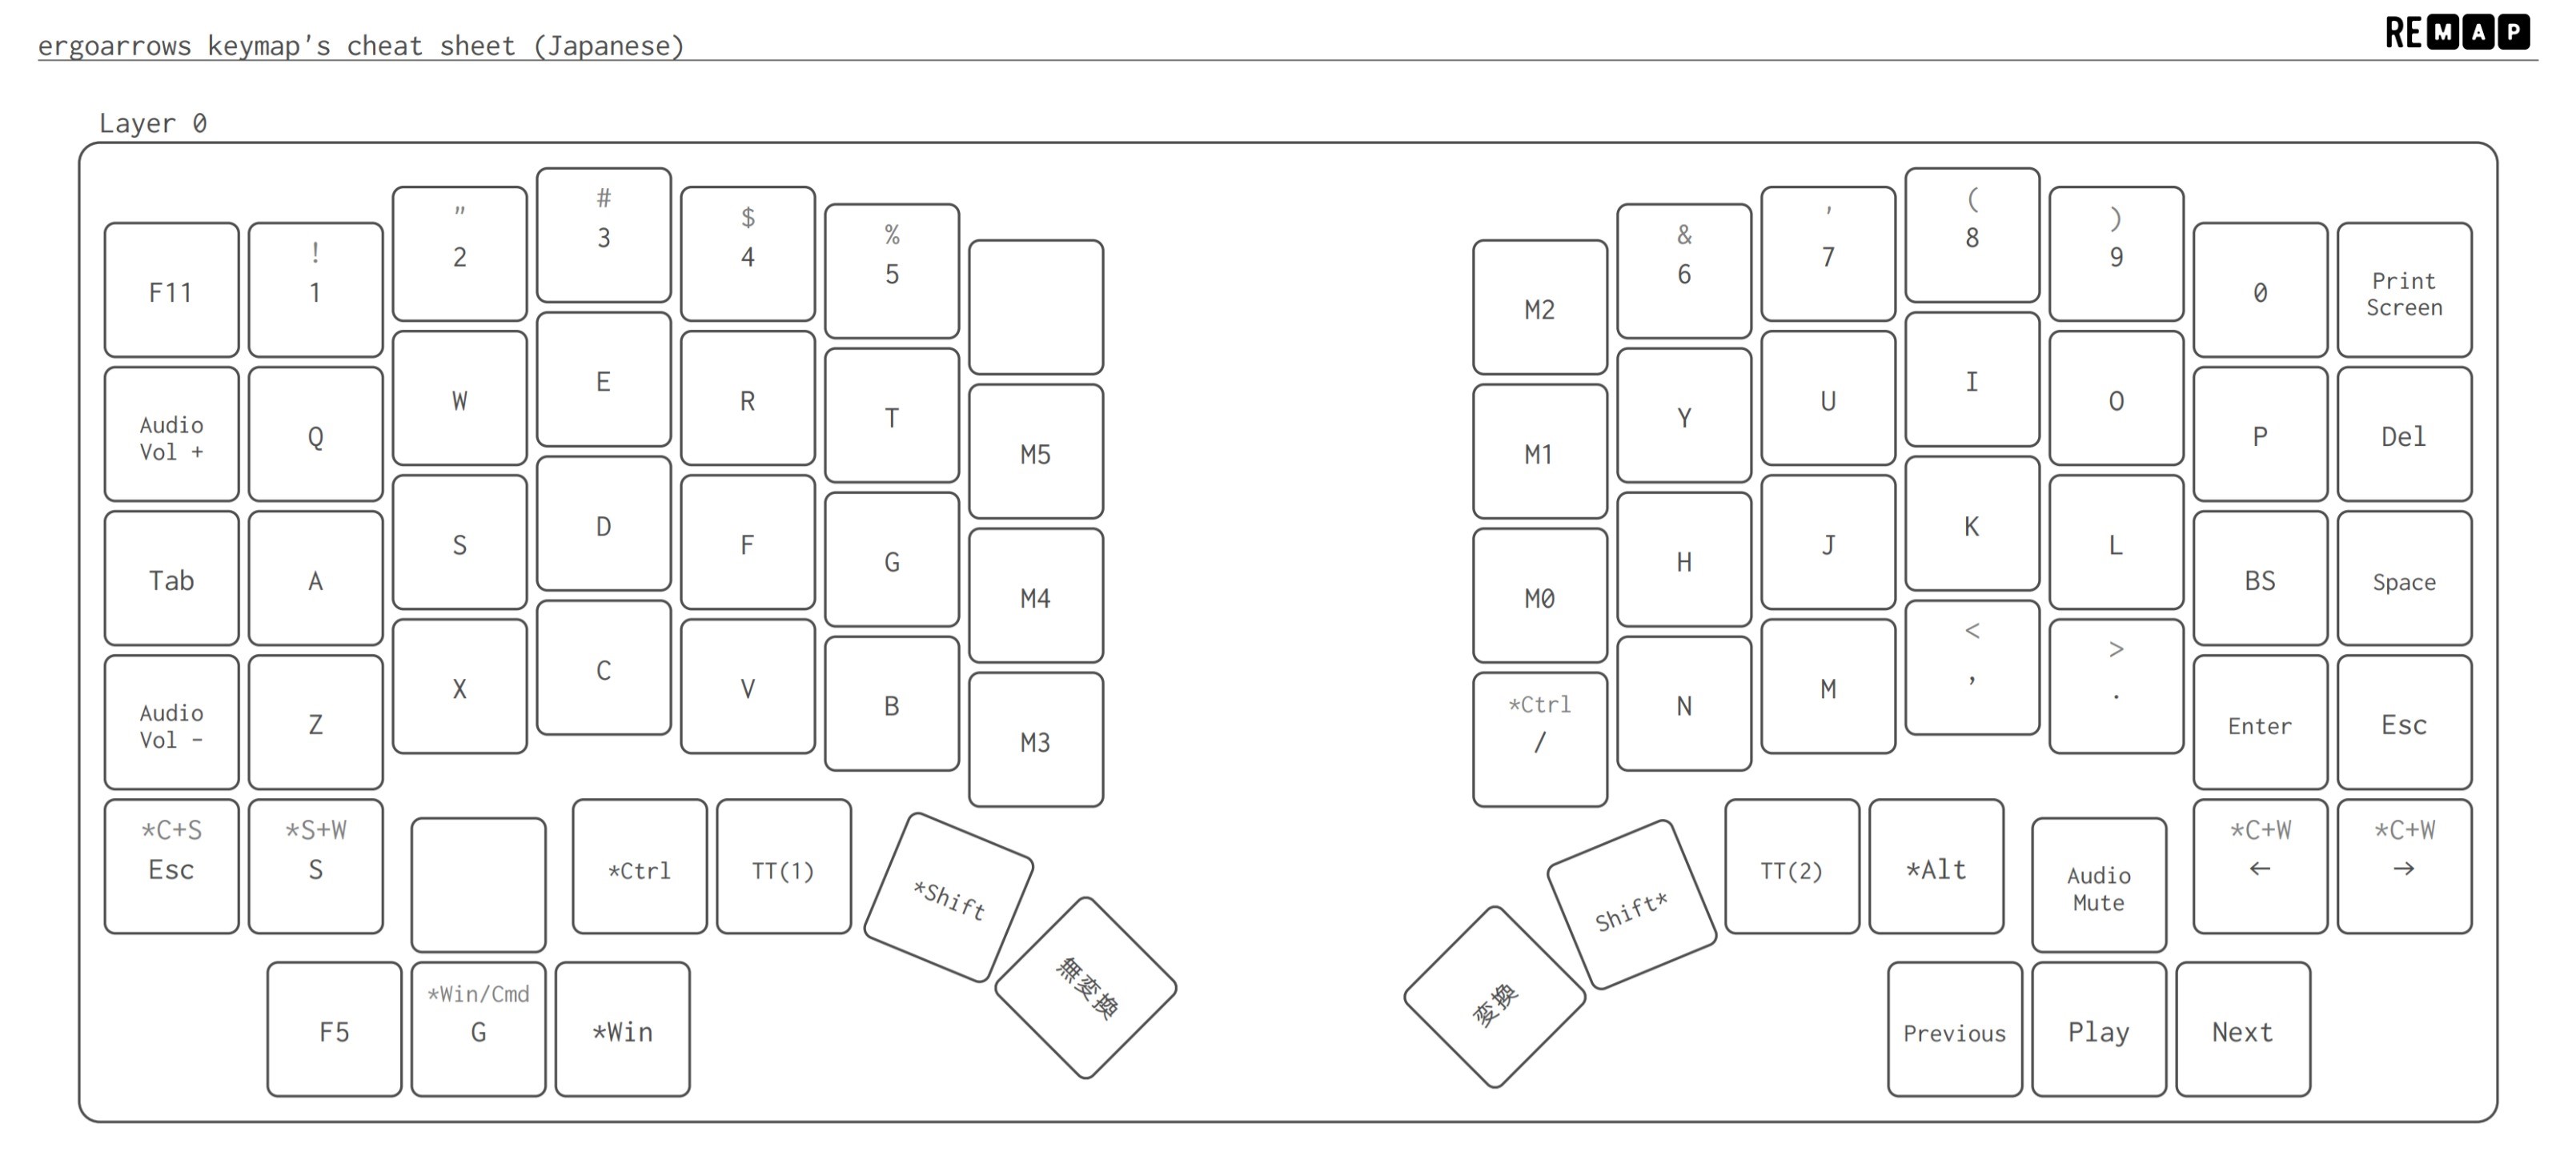 ergoarrows keymap's cheat sheet (Japanese)
REMAP
Layer 0
F11
!
1
"
2
#
3
$
4
%
5
M2
&
6
'
7
(
8
)
9
0
Print
Screen
Audio
Vol +
Q
W
E
R
T
M5
M1
Y
U
I
O
P
Del
Tab
A
S
D
F
G
M4
M0
H
J
K
L
BS
Space
Audio
Vol -
Z
X
C
V
B
M3
*Ctrl
/
N
M
<
,
>
.
Enter
Esc
*C+S
Esc
*S+W
S
*Ctrl
TT(1)
*Shift
無変換
変換
Shift*
TT(2)
*Alt
Audio
Mute
*C+W
←
*C+W
→
F5
*Win/Cmd
G
*Win
Previous
Play
Next